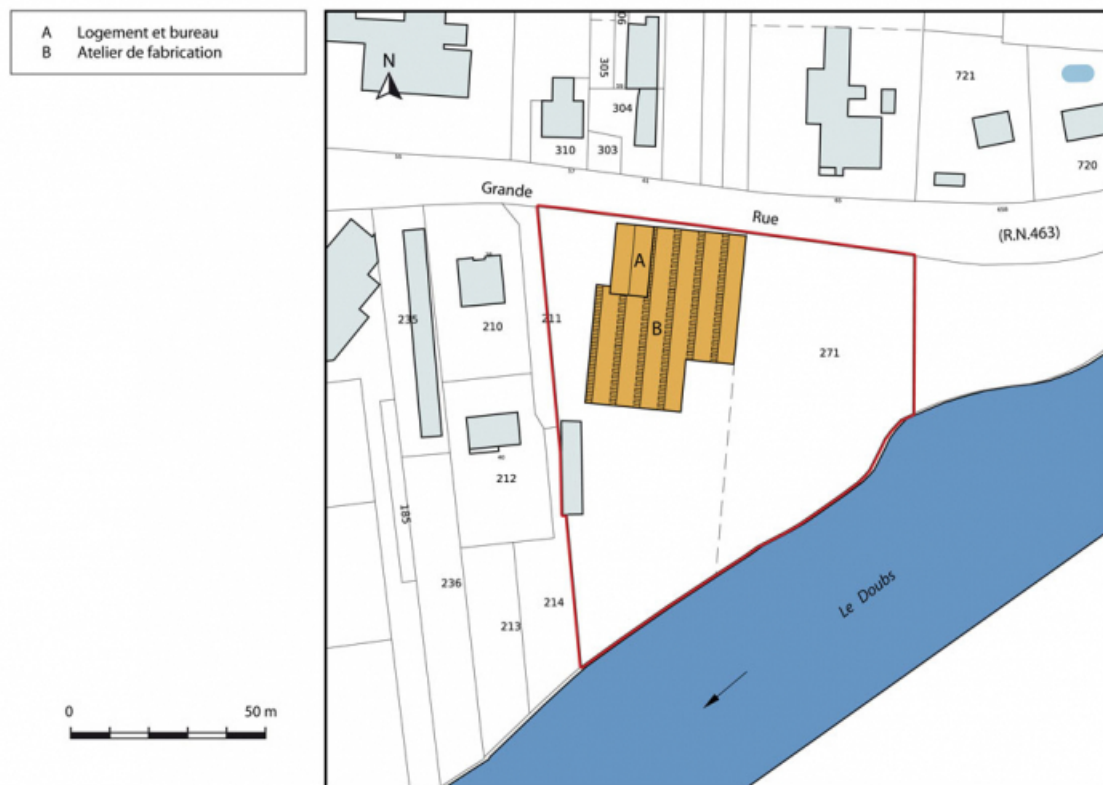 A Logement et bureau
B Atelier de fabrication
N
305
304
310
303
721
720
Grande Rue
(R.N.463)
A
B
235
210
211
271
212
185
236
213
214
Le Doubs
0 50 m